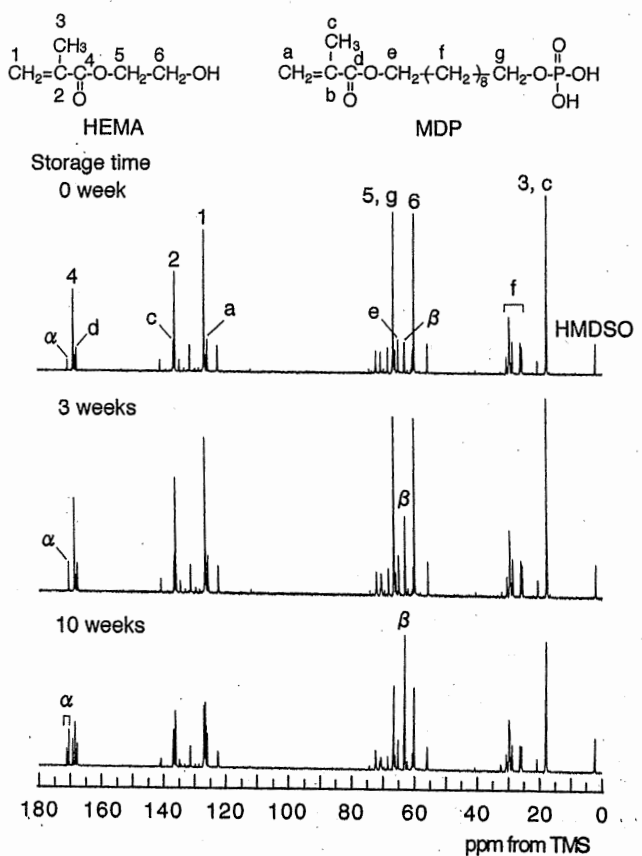 3 c
CH3 CH3
1 4 5 6 a d e f g O
CH2=C-C-O-CH2-CH2-OH CH2=C-C-O-CH2-(CH2)8-CH2-O-P-OH
2 O b O OH
HEMA MDP
Storage time
0 week
3, c
5, g 6
1
2
4 f
α d c a e β HMDSO
3 weeks
β
α
10 weeks
β
α
180 160 140 120 100 80 60 40 20 0
ppm from TMS